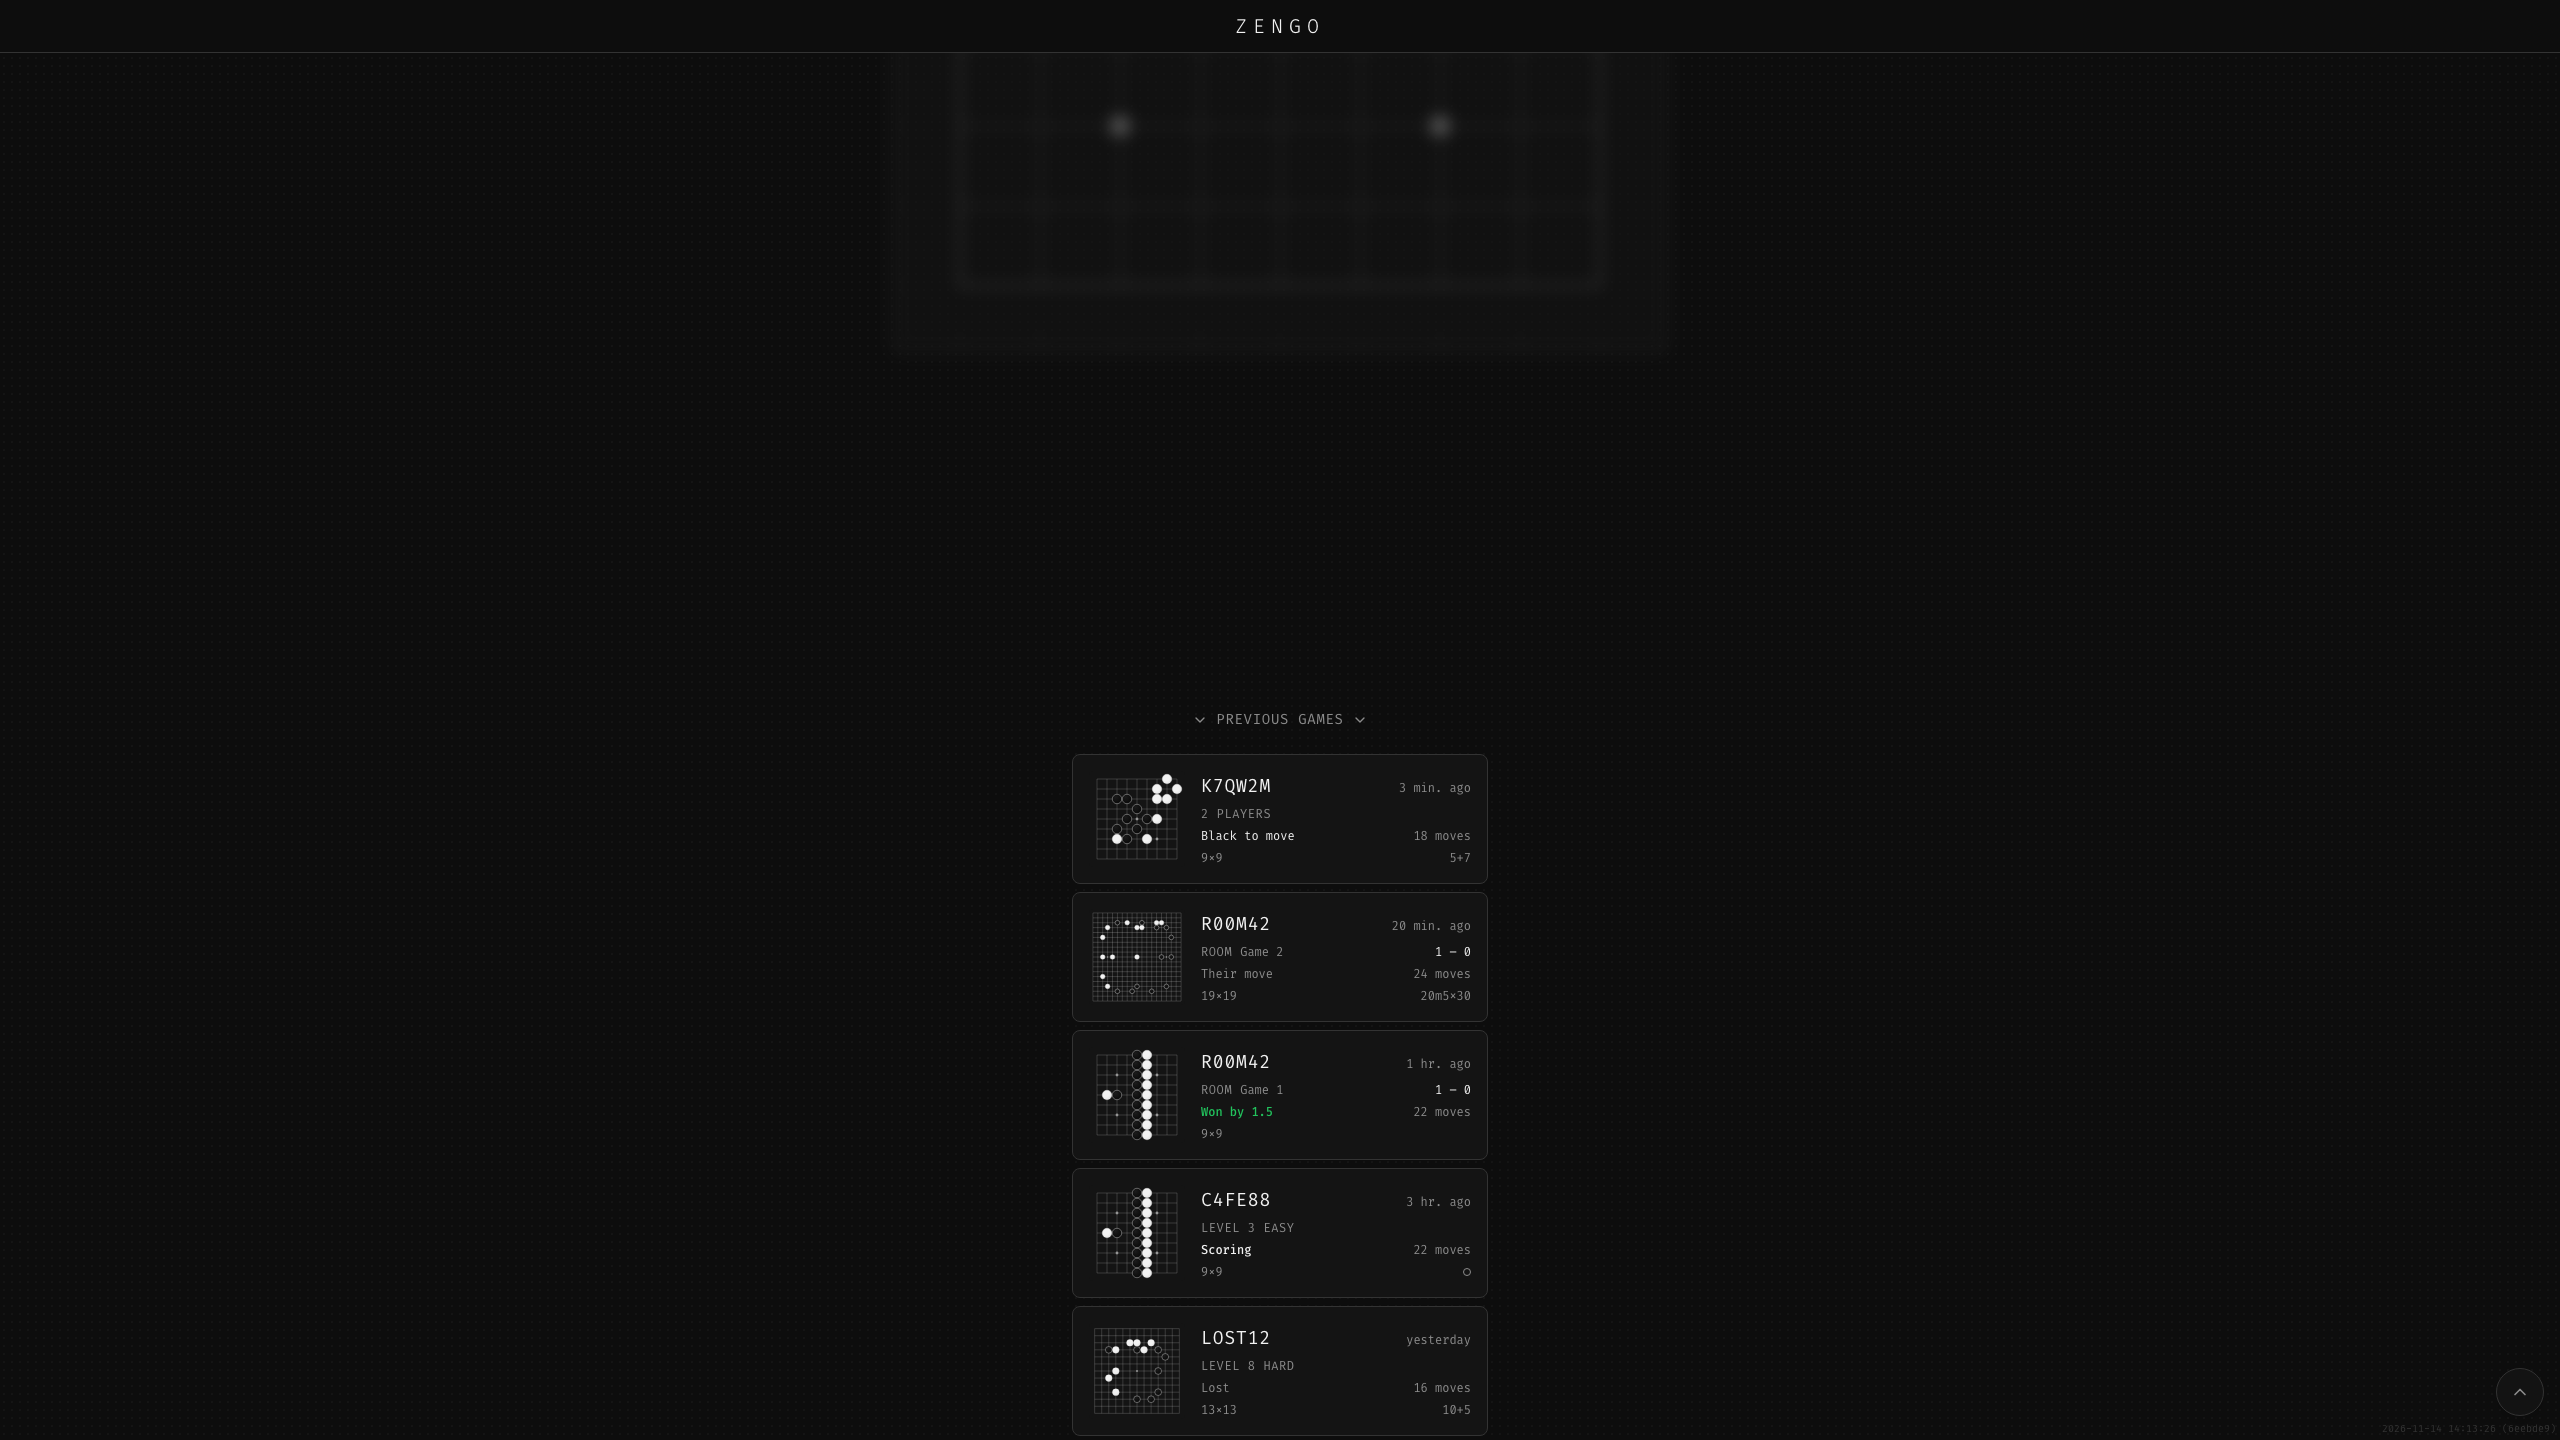 ZENGO
PREVIOUS GAMES
K7QW2M 3 min. ago
2 PLAYERS
Black to move 18 moves
9×9 5+7
R00M42 20 min. ago
ROOM Game 2 1 — 0
Their move 24 moves
19×19 20m5×30
R00M42 1 hr. ago
ROOM Game 1 1 — 0
Won by 1.5 22 moves
9×9
C4FE88 3 hr. ago
LEVEL 3 EASY
Scoring 22 moves
9×9
LOST12 yesterday
LEVEL 8 HARD
Lost 16 moves
13×13 10+5